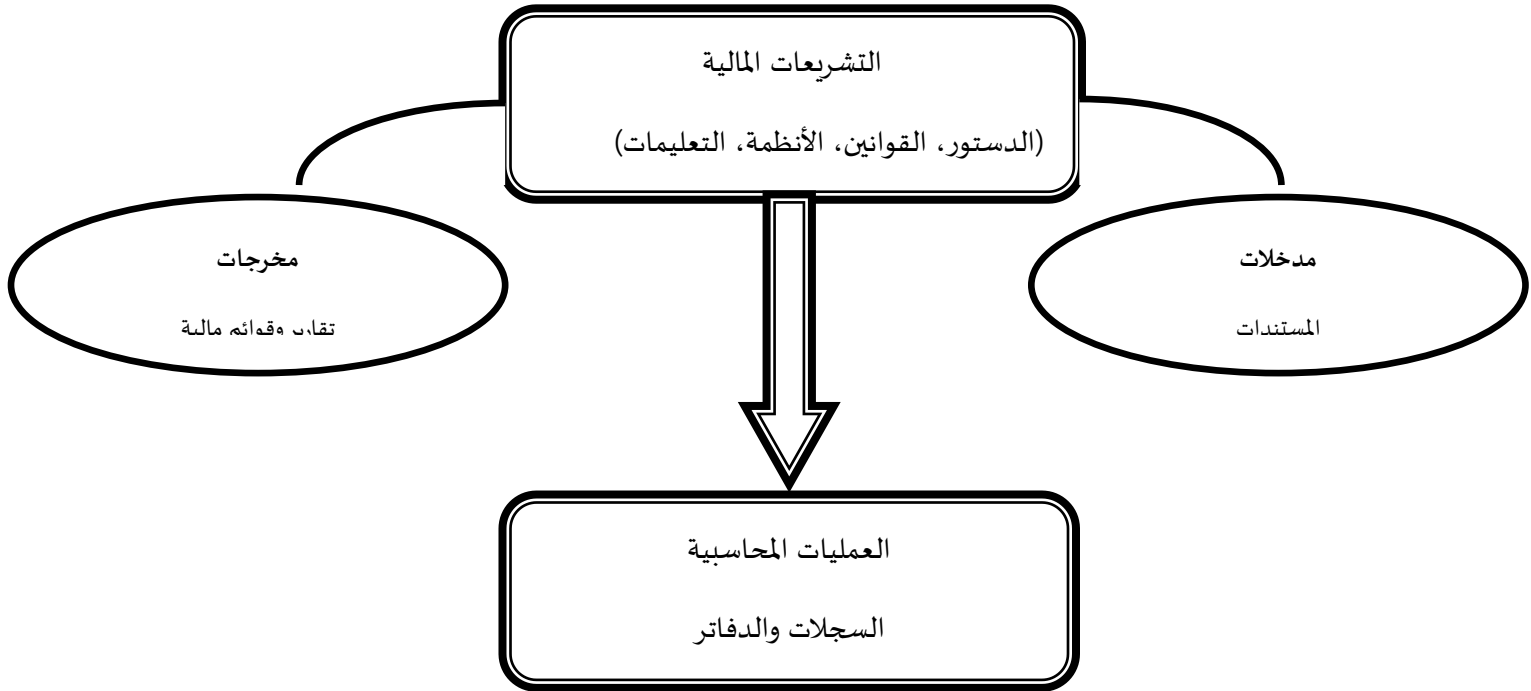 التشريعات المالية
(الدستور، القوانين، الأنظمة، التعليمات)
مدخلات
المستندات
مخرجات
تقارير وقوائم مالية
العمليات المحاسبية
السجلات والدفاتر